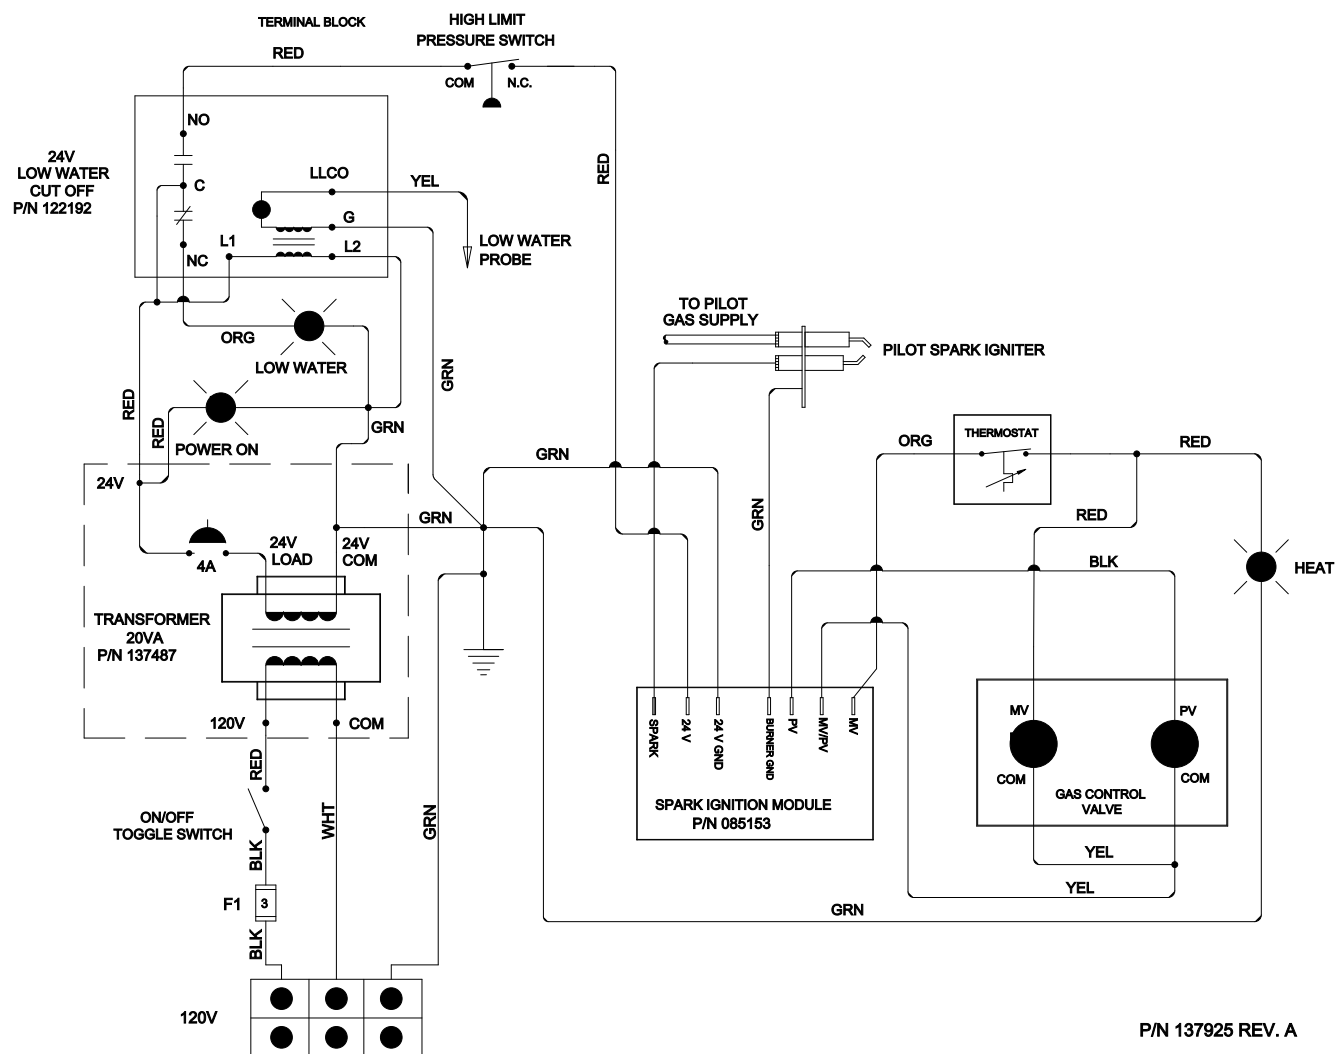 TERMINAL BLOCK
HIGH LIMIT
PRESSURE SWITCH
RED
COM
N.C.
NO
24V
LOW WATER
CUT OFF
P/N 122192
C
LLCO
YEL
G
L1
L2
NC
LOW WATER
PROBE
RED
ORG
LOW WATER
TO PILOT
GAS SUPPLY
PILOT SPARK IGNITER
GRN
RED
RED
POWER ON
GRN
24V
GRN
GRN
4A
24V
LOAD
24V
COM
TRANSFORMER
20VA
P/N 137487
120V
COM
GRN
ORG
THERMOSTAT
RED
RED
BLK
HEAT
SPARK
24 V
24 V GND
BURNER GND
PV
MV/PV
MV
SPARK IGNITION MODULE
P/N 085153
MV
PV
COM
COM
GAS CONTROL
VALVE
YEL
YEL
GRN
RED
ON/OFF
TOGGLE SWITCH
WHT
GRN
BLK
F1
3
BLK
120V
P/N 137925 REV. A